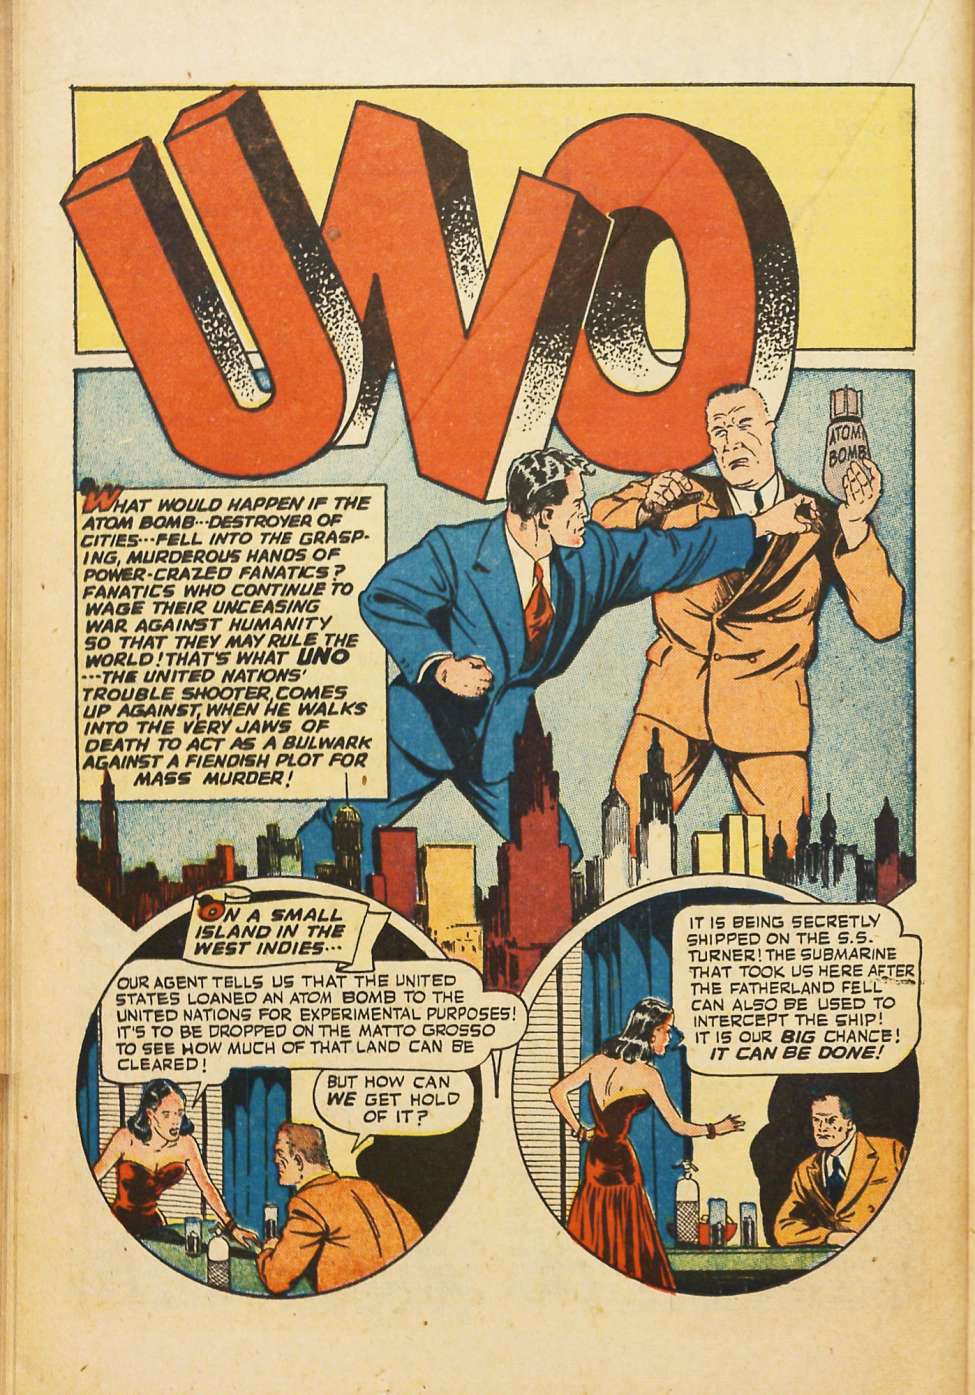 UNO
ATOM
BOMB
WHAT WOULD HAPPEN IF THE
ATOM BOMB---DESTROYER OF
CITIES---FELL INTO THE GRASP-
ING, MURDEROUS HANDS OF
POWER-CRAZED FANATICS?
FANATICS WHO CONTINUE TO
WAGE THEIR UNCEASING
WAR AGAINST HUMANITY
SO THAT THEY MAY RULE THE
WORLD! THAT'S WHAT UNO
---THE UNITED NATIONS'
TROUBLE SHOOTER, COMES
UP AGAINST, WHEN HE WALKS
INTO THE VERY JAWS OF
DEATH TO ACT AS A BULWARK
AGAINST A FIENDISH PLOT FOR
MASS MURDER!
ON A SMALL
ISLAND IN THE
WEST INDIES---
OUR AGENT TELLS US THAT THE UNITED
STATES LOANED AN ATOM BOMB TO THE
UNITED NATIONS FOR EXPERIMENTAL PURPOSES!
IT'S TO BE DROPPED ON THE MATTO GROSSO
TO SEE HOW MUCH OF THAT LAND CAN BE
CLEARED!
BUT HOW CAN
WE GET HOLD
OF IT?
IT IS BEING SECRETLY
SHIPPED ON THE S.S.
TURNER! THE SUBMARINE
THAT TOOK US HERE AFTER
THE FATHERLAND FELL
CAN ALSO BE USED TO
INTERCEPT THE SHIP!
IT IS OUR BIG CHANCE!
IT CAN BE DONE!